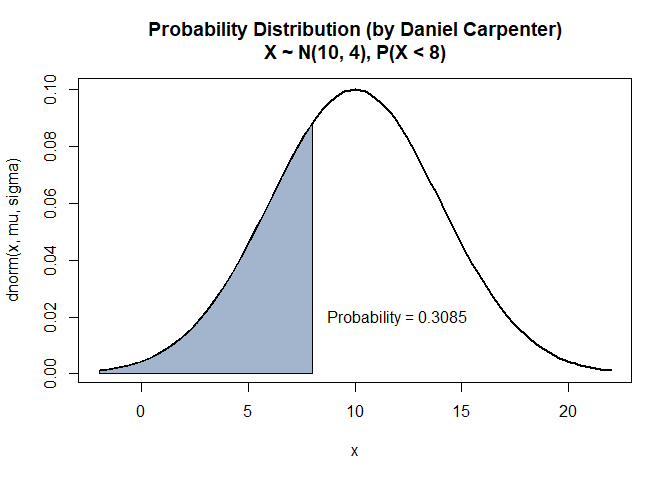 Probability Distribution (by Daniel Carpenter)
X ~ N(10, 4), P(X < 8)
dnorm(x, mu, sigma)
0.10
0.08
0.06
0.04
0.02
0.00
Probability = 0.3085
0
5
10
15
20
x